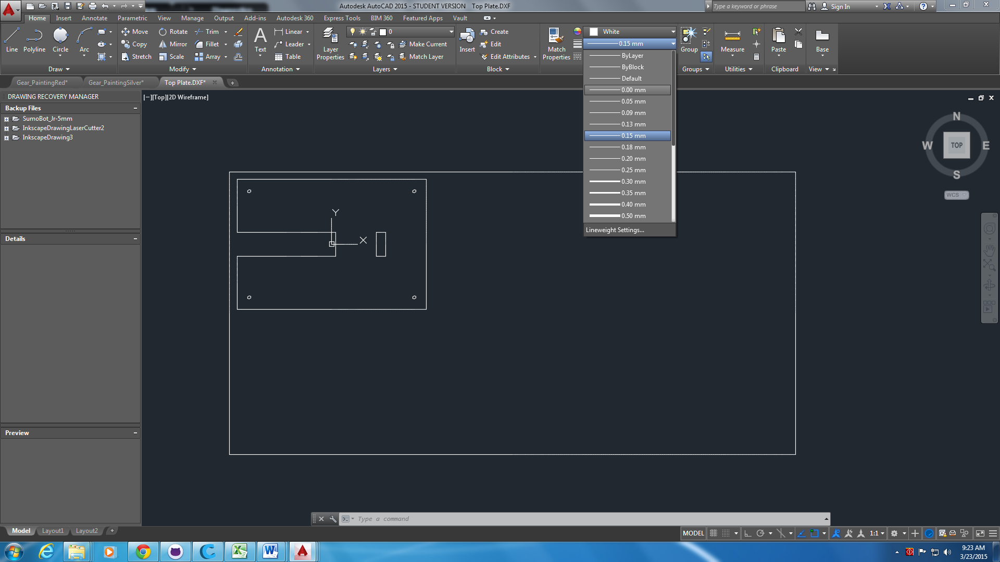 Autodesk AutoCAD 2015 - STUDENT VERSION Top Plate.DXF
Type a keyword or phrase
Sign In
Home Insert Annotate Parametric View Manage Output Add-ins Autodesk 360 Express Tools BIM 360 Featured Apps Vault
Line Polyline Circle Arc
Draw
Move Rotate Trim
Copy Mirror Fillet
Stretch Scale Array
Modify
Text
Linear
Leader
Table
Annotation
Layer Properties
0
Make Current
Match Layer
Layers
Insert
Create
Edit
Edit Attributes
Block
Match Properties
White
0.15 mm
ByLayer
ByBlock
Default
0.00 mm
0.05 mm
0.09 mm
0.13 mm
0.15 mm
0.18 mm
0.20 mm
0.25 mm
0.30 mm
0.35 mm
0.40 mm
0.50 mm
Lineweight Settings...
Group
Groups
Measure
Utilities
Paste
Clipboard
Base
View
Gear_PaintingRed* Gear_PaintingSilver* Top Plate.DXF*
DRAWING RECOVERY MANAGER
Backup Files
SumoBot_Jr-5mm
InkscapeDrawingLaserCutter2
InkscapeDrawing3
Details
Preview
[−][Top][2D Wireframe]
N
W TOP E
S
WCS
Y
X
Type a command
Model Layout1 Layout2
MODEL
1:1
9:23 AM
3/23/2015